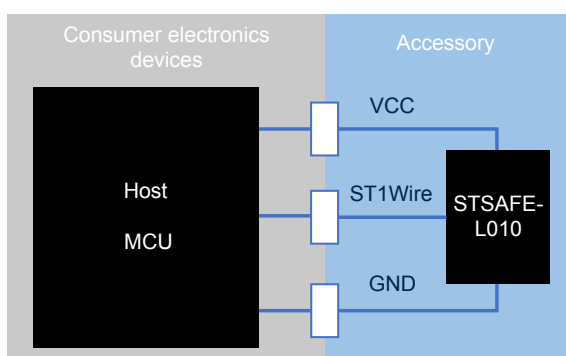 Consumer electronics
devices
Accessory
VCC
Host
MCU
ST1Wire
STSAFE-
L010
GND